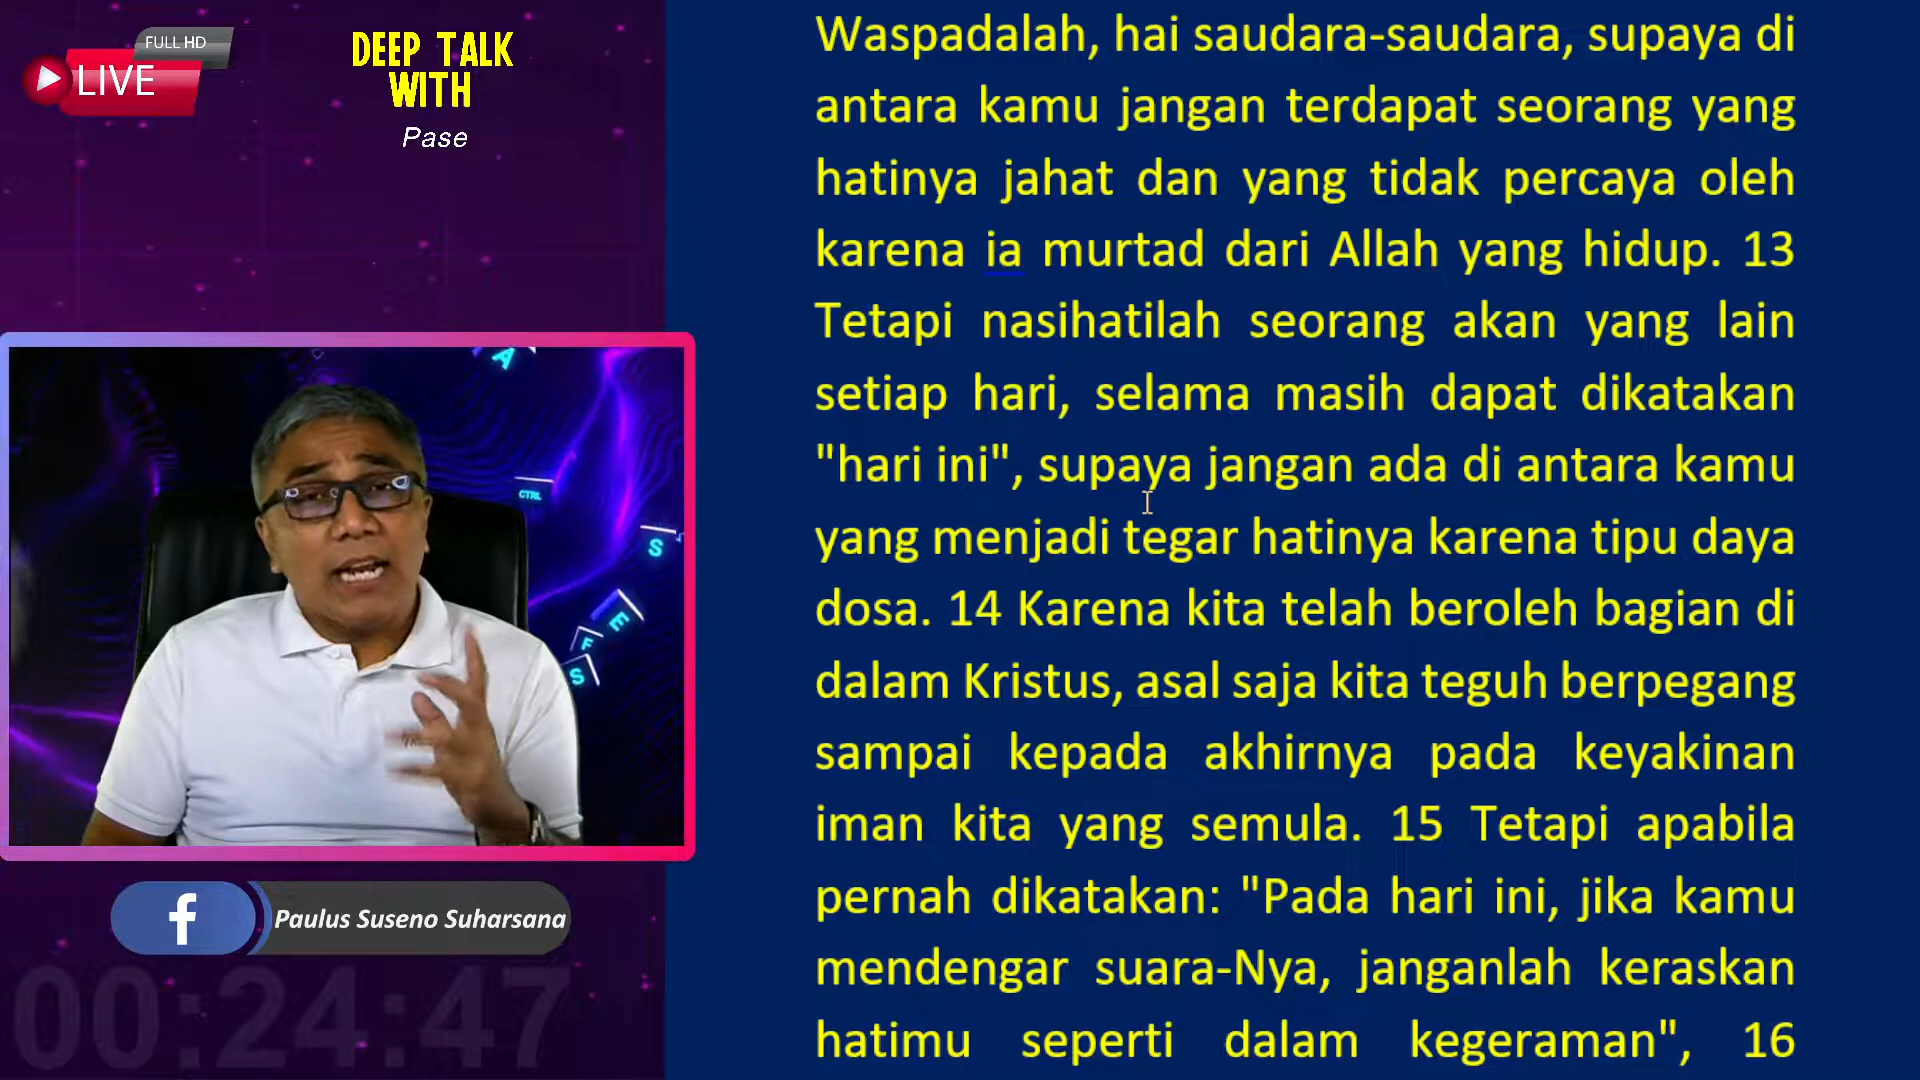 FULL HD
LIVE
DEEP TALK
WITH
Pase
Waspadalah, hai saudara-saudara, supaya di
antara kamu jangan terdapat seorang yang
hatinya jahat dan yang tidak percaya oleh
karena ia murtad dari Allah yang hidup. 13
Tetapi nasihatilah seorang akan yang lain
setiap hari, selama masih dapat dikatakan
"hari ini", supaya jangan ada di antara kamu
yang menjadi tegar hatinya karena tipu daya
dosa. 14 Karena kita telah beroleh bagian di
dalam Kristus, asal saja kita teguh berpegang
sampai kepada akhirnya pada keyakinan
iman kita yang semula. 15 Tetapi apabila
pernah dikatakan: "Pada hari ini, jika kamu
mendengar suara-Nya, janganlah keraskan
hatimu seperti dalam kegeraman", 16
A
CTRL
S
E
F
S
f
Paulus Suseno Suharsana
00:24:47